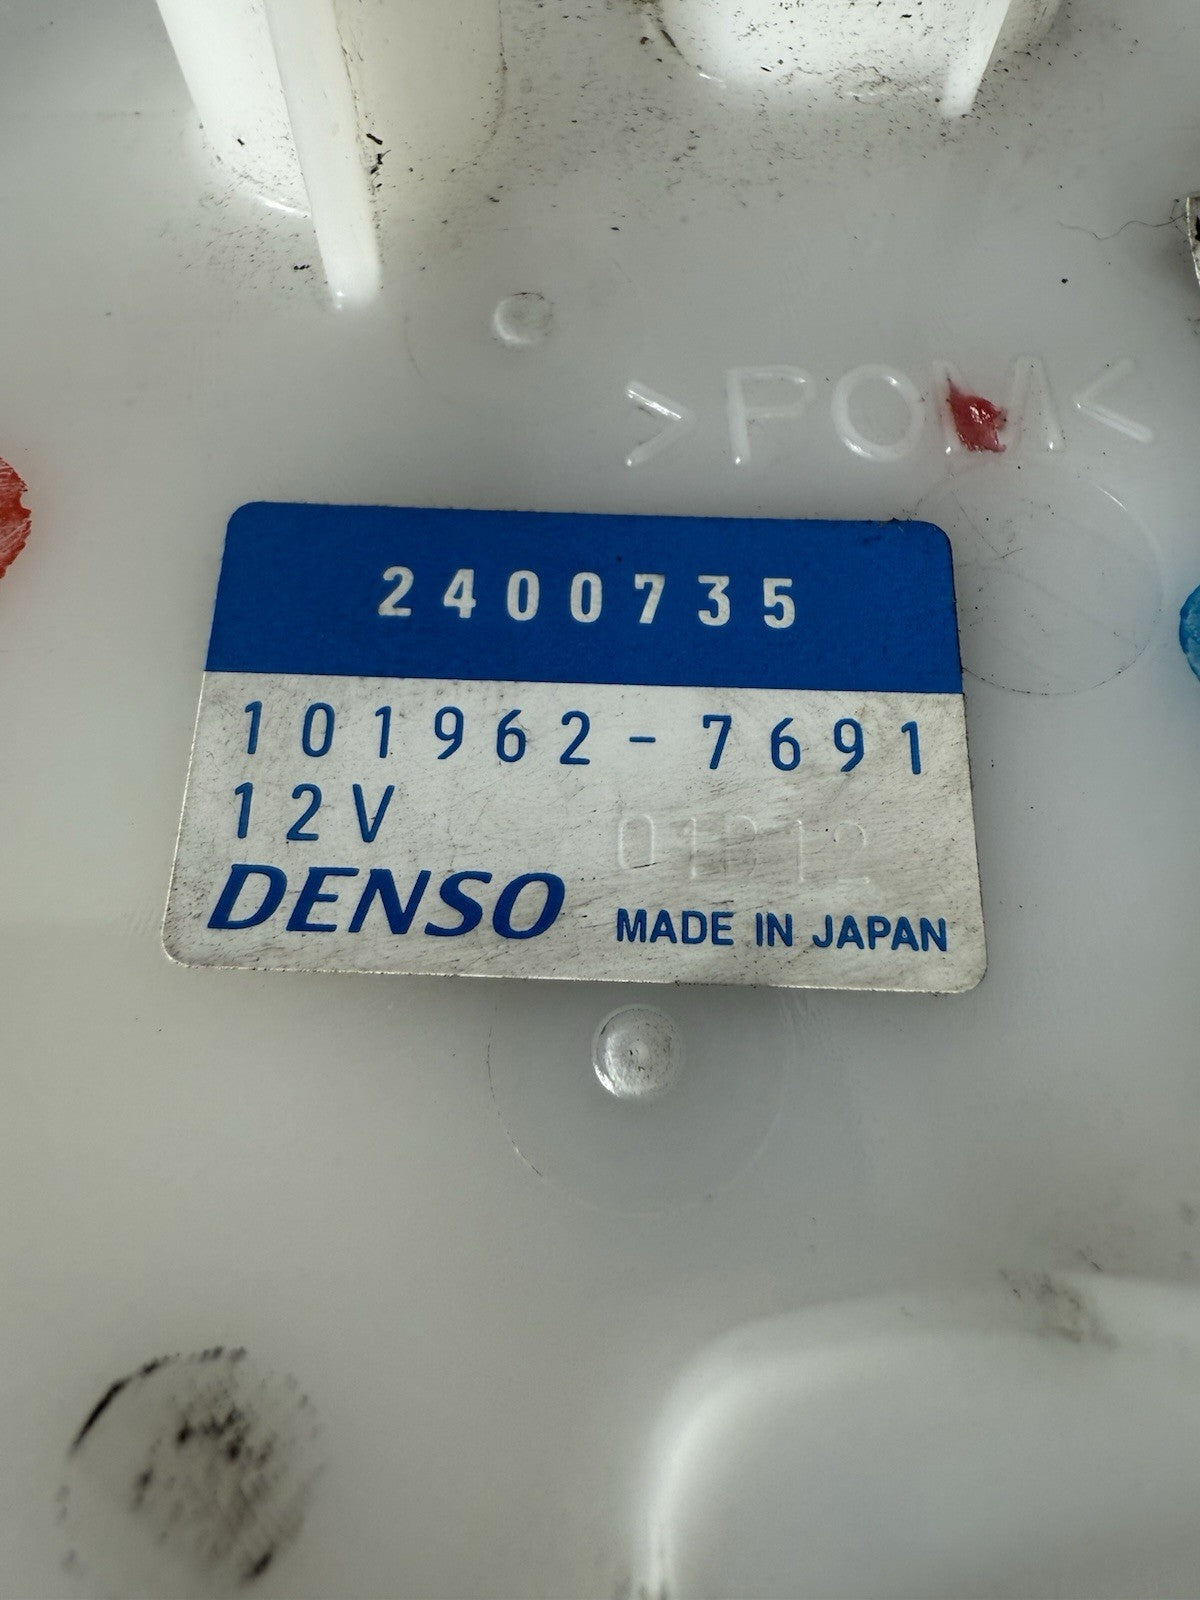 >POM<
2400735
101962-7691
12V
DENSO MADE IN JAPAN